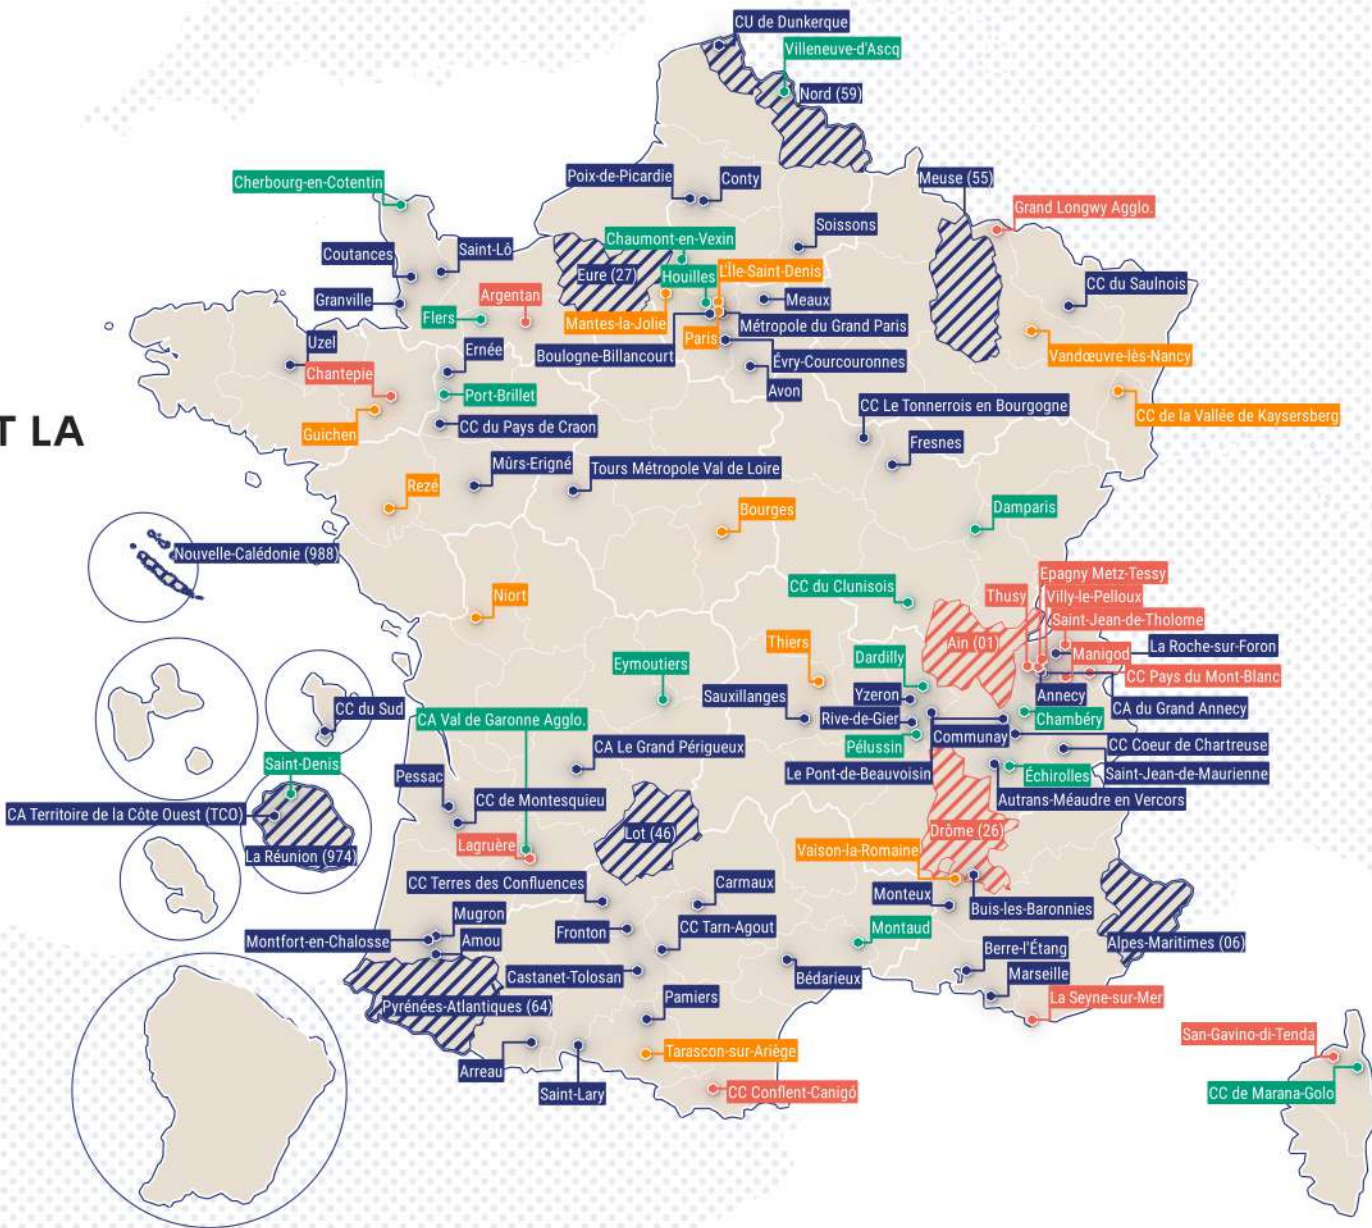 CU de Dunkerque
Villeneuve-d'Ascq
Nord (59)
Cherbourg-en-Cotentin
Poix-de-Picardie
Conty
Meuse (55)
Grand Longwy Agglo.
Coutances
Saint-Lô
Chaumont-en-Vexin
Soissons
Eure (27)
Houilles
L'Île-Saint-Denis
CC du Saulnois
Granville
Argentan
Meaux
Flers
Mantes-la-Jolie
Métropole du Grand Paris
Paris
Vandœuvre-lès-Nancy
Uzel
Ernée
Boulogne-Billancourt
Évry-Courcouronnes
Chantepie
Avon
Port-Brillet
CC Le Tonnerrois en Bourgogne
CC de la Vallée de Kaysersberg
T LA
Guichen
CC du Pays de Craon
Fresnes
Mûrs-Erigné
Tours Métropole Val de Loire
Rezé
Bourges
Damparis
Nouvelle-Calédonie (988)
Epagny Metz-Tessy
CC du Clunisois
Thusy
Villy-le-Pelloux
Niort
Saint-Jean-de-Tholome
Thiers
Ain (01)
La Roche-sur-Foron
Dardilly
Manigod
Eymoutiers
CC Pays du Mont-Blanc
Sauxillanges
Yzeron
Annecy
CC du Sud
CA du Grand Annecy
CA Val de Garonne Agglo.
Rive-de-Gier
Chambéry
Communay
CA Le Grand Périgueux
Pélussin
CC Coeur de Chartreuse
Saint-Denis
Pessac
Le Pont-de-Beauvoisin
Échirolles
Saint-Jean-de-Maurienne
CC de Montesquieu
Autrans-Méaudre en Vercors
CA Territoire de la Côte Ouest (TCO)
Lot (46)
Drôme (26)
Lagruère
Vaison-la-Romaine
La Réunion (974)
CC Terres des Confluences
Carmaux
Monteux
Buis-les-Baronnies
Mugron
Fronton
Montaud
Montfort-en-Chalosse
Amou
CC Tarn-Agout
Alpes-Maritimes (06)
Berre-l'Étang
Castanet-Tolosan
Bédarieux
Marseille
Pyrénées-Atlantiques (64)
Pamiers
La Seyne-sur-Mer
San-Gavino-di-Tenda
Tarascon-sur-Ariège
Arreau
Saint-Lary
CC Conflent-Canigó
CC de Marana-Golo